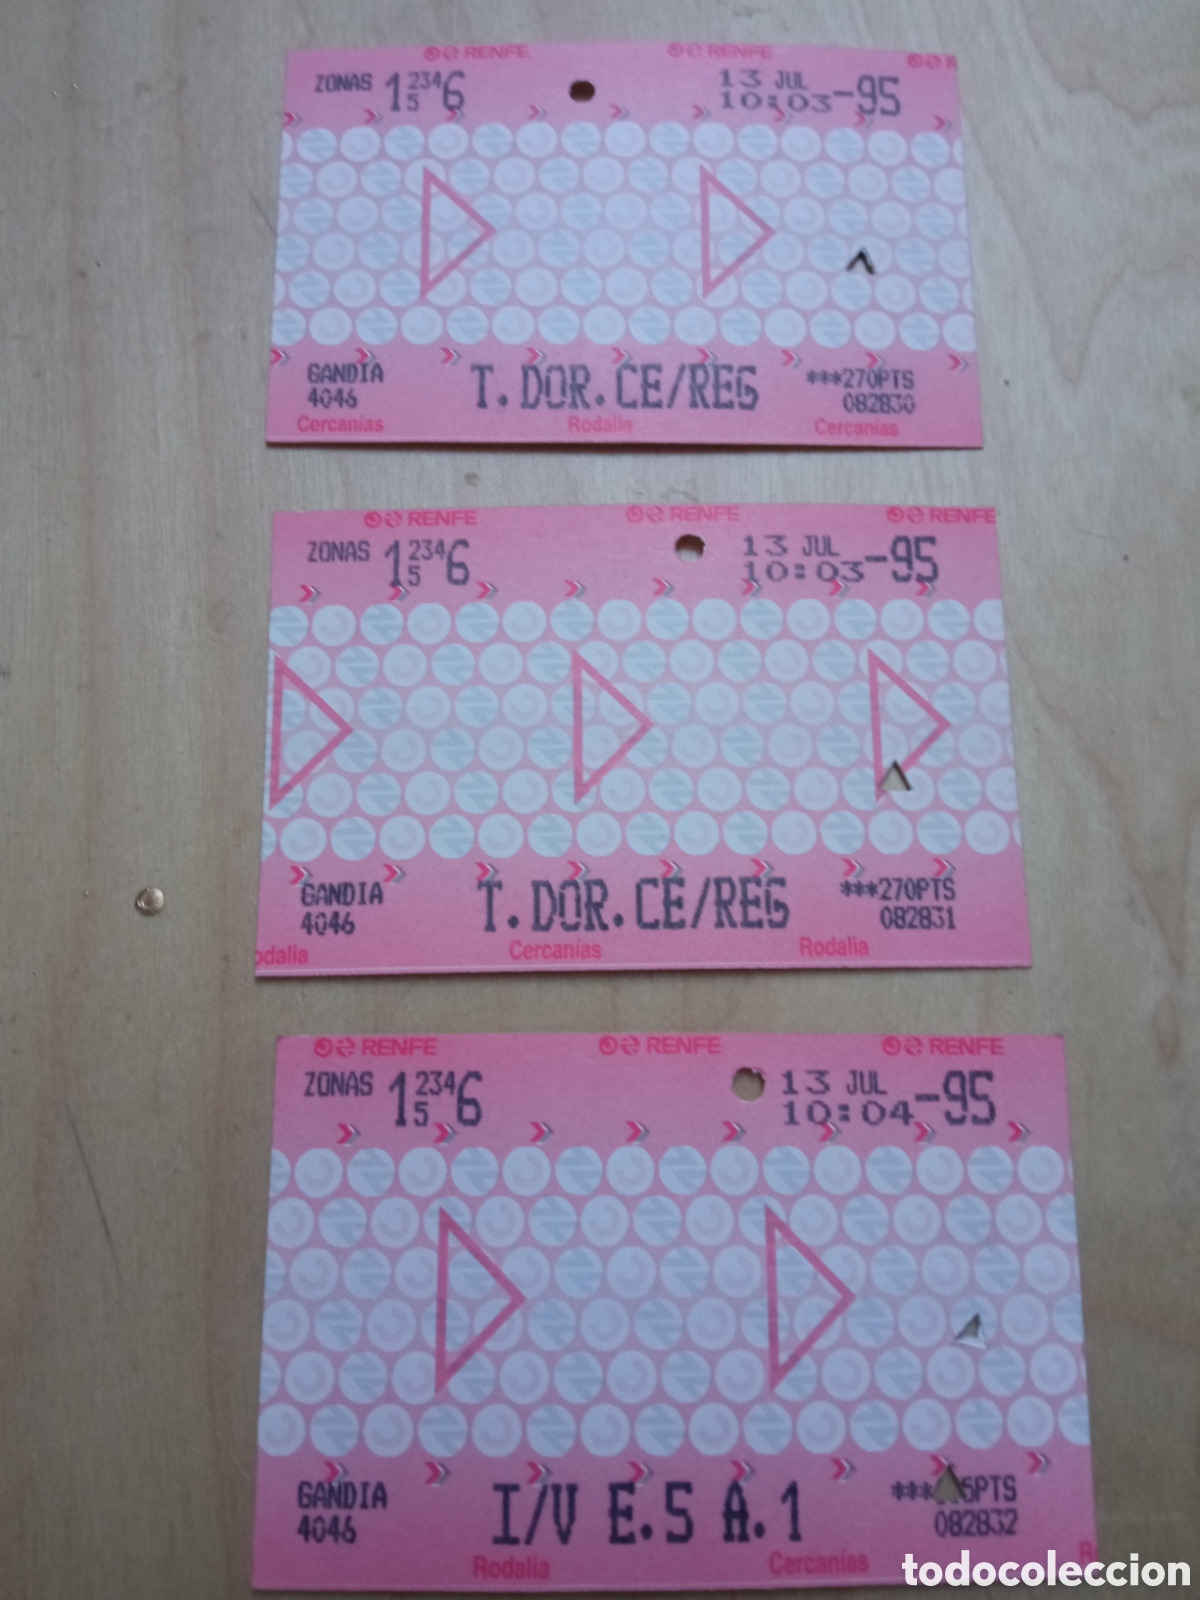 RENFE RENFE R
ZONAS 1 234 5 6 13 JUL 10:03 -95
GANDIA T. DOR. CE/REG ***270PTS
4046 082830
Cercanías Rodalia Cercanías
RENFE RENFE RENFE
ZONAS 1 234 5 6 13 JUL 10:03 -95
GANDIA T. DOR. CE/REG ***270PTS
4046 082831
odalia Cercanías Rodalia
RENFE RENFE RENFE
ZONAS 1 234 5 6 13 JUL 10:04 -95
GANDIA I/V E.5 A.1 ***5PTS
4046 082832
Rodalia Cercanías R
todocoleccion